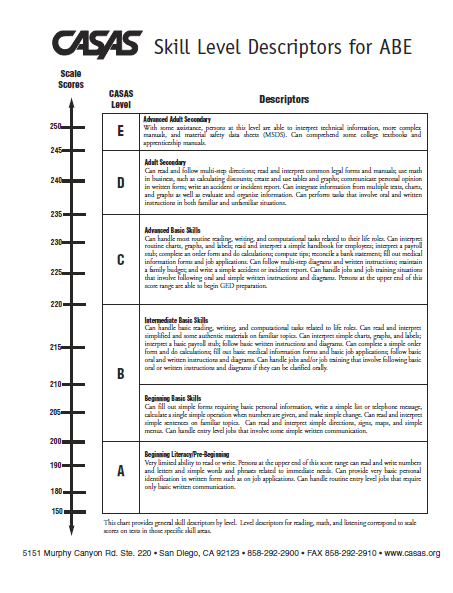 CASAS Skill Level Descriptors for ABE
Scale
Scores
CASAS
Level
Descriptors
250
245
240
235
230
225
220
215
210
205
200
190
180
150
E
Advanced Adult Secondary
With some assistance, persons at this level are able to interpret technical information, more complex
manuals, and material safety data sheets (MSDS). Can comprehend some college textbooks and
apprenticeship manuals.
D
Adult Secondary
Can read and follow multi-step directions; read and interpret common legal forms and manuals; use math
in business, such as calculating discounts; create and use tables and graphs; communicate personal opinion
in written form; write an accident or incident report. Can integrate information from multiple texts, charts,
and graphs as well as evaluate and organize information. Can perform tasks that involve oral and written
instructions in both familiar and unfamiliar situations.
C
Advanced Basic Skills
Can handle most routine reading, writing, and computational tasks related to their life roles. Can interpret
routine charts, graphs, and labels; read and interpret a simple handbook for employees; interpret a payroll
stub; complete an order form and do calculations; compute tips; reconcile a bank statement; fill out medical
information forms and job applications. Can follow multi-step diagrams and written instructions; maintain
a family budget; and write a simple accident or incident report. Can handle jobs and job training situations
that involve following oral and simple written instructions and diagrams. Persons at the upper end of this
score range are able to begin GED preparation.
B
Intermediate Basic Skills
Can handle basic reading, writing, and computational tasks related to life roles. Can read and interpret
simplified and some authentic materials on familiar topics. Can interpret simple charts, graphs, and labels;
interpret a basic payroll stub; follow basic written instructions and diagrams. Can complete a simple order
form and do calculations; fill out basic medical information forms and basic job applications; follow basic
oral and written instructions and diagrams. Can handle jobs and/or job training that involve following basic
oral or written instructions and diagrams if they can be clarified orally.
Beginning Basic Skills
Can fill out simple forms requiring basic personal information, write a simple list or telephone message,
calculate a single simple operation when numbers are given, and make simple change. Can read and interpret
simple sentences on familiar topics. Can read and interpret simple directions, signs, maps, and simple
menus. Can handle entry level jobs that involve some simple written communication.
A
Beginning Literacy/Pre-Beginning
Very limited ability to read or write. Persons at the upper end of this score range can read and write numbers
and letters and simple words and phrases related to immediate needs. Can provide very basic personal
identification in written form such as on job applications. Can handle routine entry level jobs that require
only basic written communication.
This chart provides general skill descriptors by level. Level descriptors for reading, math, and listening correspond to scale
scores on tests in those specific skill areas.
5151 Murphy Canyon Rd. Ste. 220 • San Diego, CA 92123 • 858-292-2900 • FAX 858-292-2910 • www.casas.org